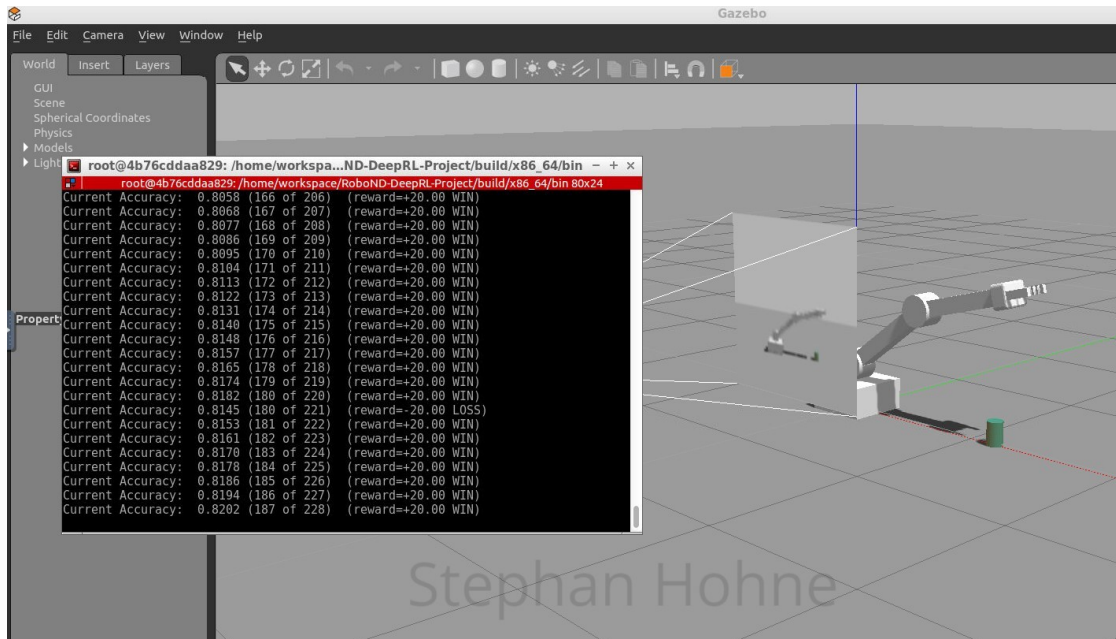 Gazebo
File Edit Camera View Window Help
World Insert Layers
GUI
Scene
Spherical Coordinates
Physics
Models
Light
Property
root@4b76cddaa829: /home/workspa...ND-DeepRL-Project/build/x86_64/bin
root@4b76cddaa829: /home/workspace/RoboND-DeepRL-Project/build/x86_64/bin 80x24
Current Accuracy: 0.8058 (166 of 206) (reward=+20.00 WIN)
Current Accuracy: 0.8068 (167 of 207) (reward=+20.00 WIN)
Current Accuracy: 0.8077 (168 of 208) (reward=+20.00 WIN)
Current Accuracy: 0.8086 (169 of 209) (reward=+20.00 WIN)
Current Accuracy: 0.8095 (170 of 210) (reward=+20.00 WIN)
Current Accuracy: 0.8104 (171 of 211) (reward=+20.00 WIN)
Current Accuracy: 0.8113 (172 of 212) (reward=+20.00 WIN)
Current Accuracy: 0.8122 (173 of 213) (reward=+20.00 WIN)
Current Accuracy: 0.8131 (174 of 214) (reward=+20.00 WIN)
Current Accuracy: 0.8140 (175 of 215) (reward=+20.00 WIN)
Current Accuracy: 0.8148 (176 of 216) (reward=+20.00 WIN)
Current Accuracy: 0.8157 (177 of 217) (reward=+20.00 WIN)
Current Accuracy: 0.8165 (178 of 218) (reward=+20.00 WIN)
Current Accuracy: 0.8174 (179 of 219) (reward=+20.00 WIN)
Current Accuracy: 0.8182 (180 of 220) (reward=+20.00 WIN)
Current Accuracy: 0.8145 (180 of 221) (reward=-20.00 LOSS)
Current Accuracy: 0.8153 (181 of 222) (reward=+20.00 WIN)
Current Accuracy: 0.8161 (182 of 223) (reward=+20.00 WIN)
Current Accuracy: 0.8170 (183 of 224) (reward=+20.00 WIN)
Current Accuracy: 0.8178 (184 of 225) (reward=+20.00 WIN)
Current Accuracy: 0.8186 (185 of 226) (reward=+20.00 WIN)
Current Accuracy: 0.8194 (186 of 227) (reward=+20.00 WIN)
Current Accuracy: 0.8202 (187 of 228) (reward=+20.00 WIN)
Stephan Hohne